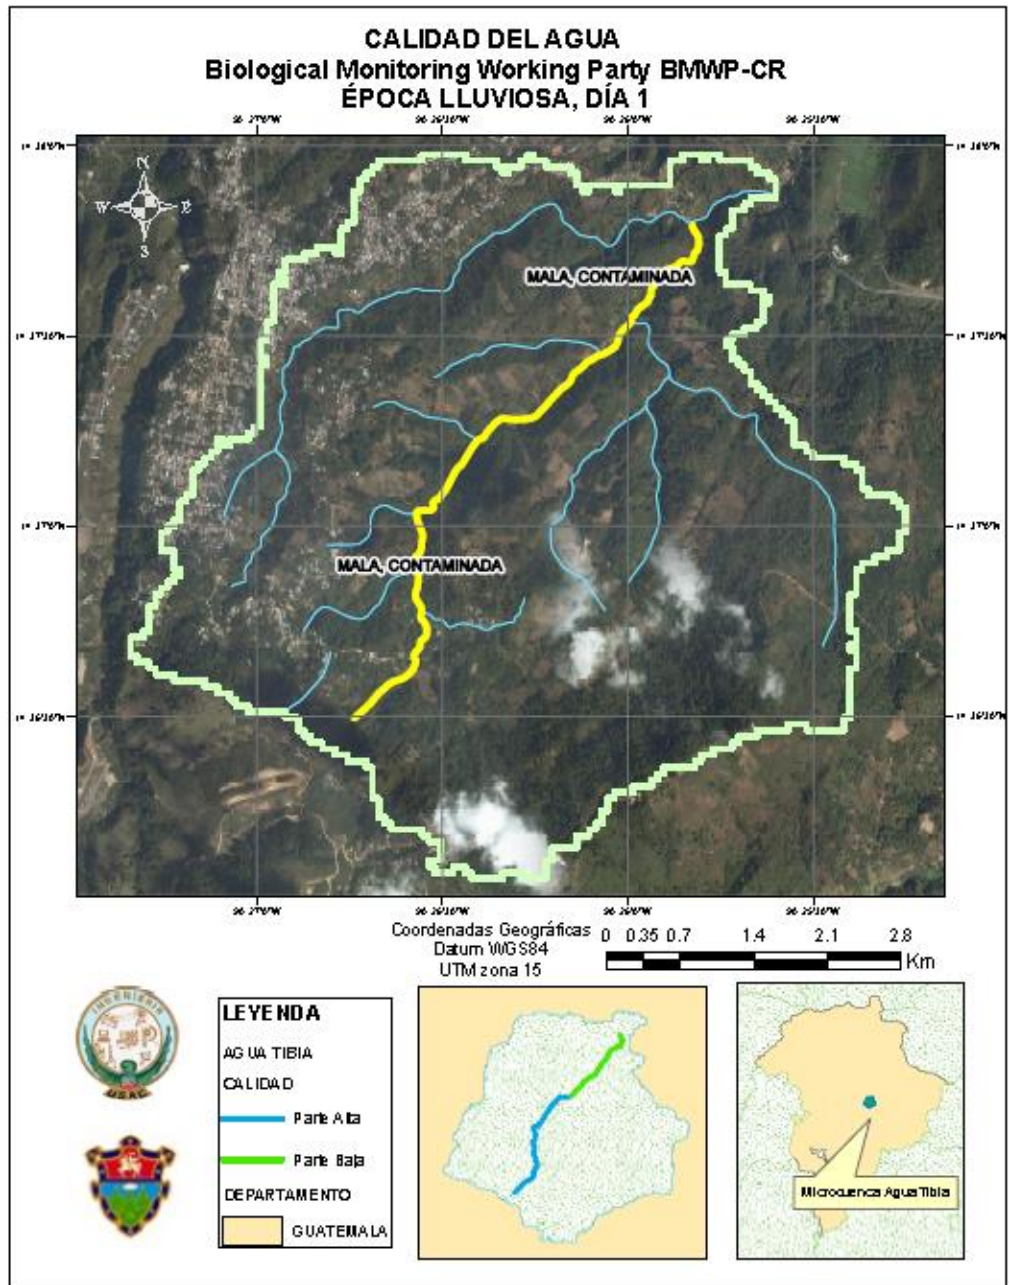 CALIDAD DEL AGUA
Biological Monitoring Working Party BMWP-CR
ÉPOCA LLUVIOSA, DÍA 1
N
W E
S
MALA, CONTAMINADA
MALA, CONTAMINADA
Coordenadas Geográficas
Datum WGS84
UTM zona 15
0 0.35 0.7 1.4 2.1 2.8
Km
INGENIERIA
USAC
LEYENDA
AGUA TIBIA
CALIDAD
Parte Alta
Parte Baja
DEPARTAMENTO
GUATEMALA
Microcuenca Agua Tibia